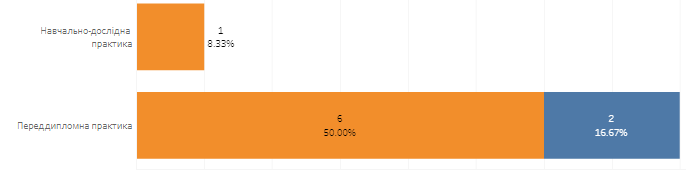 Навчально-дослідна
практика
1
8.33%
Переддипломна практика
6
50.00%
2
16.67%